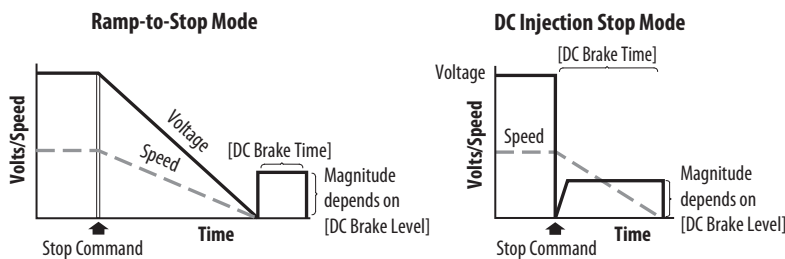 Ramp-to-Stop Mode
Volts/Speed
Voltage
Speed
[DC Brake Time]
Magnitude
depends on
[DC Brake Level]
Time
Stop Command
DC Injection Stop Mode
[DC Brake Time]
Voltage
Volts/Speed
Speed
Magnitude
depends on
[DC Brake Level]
Time
Stop Command